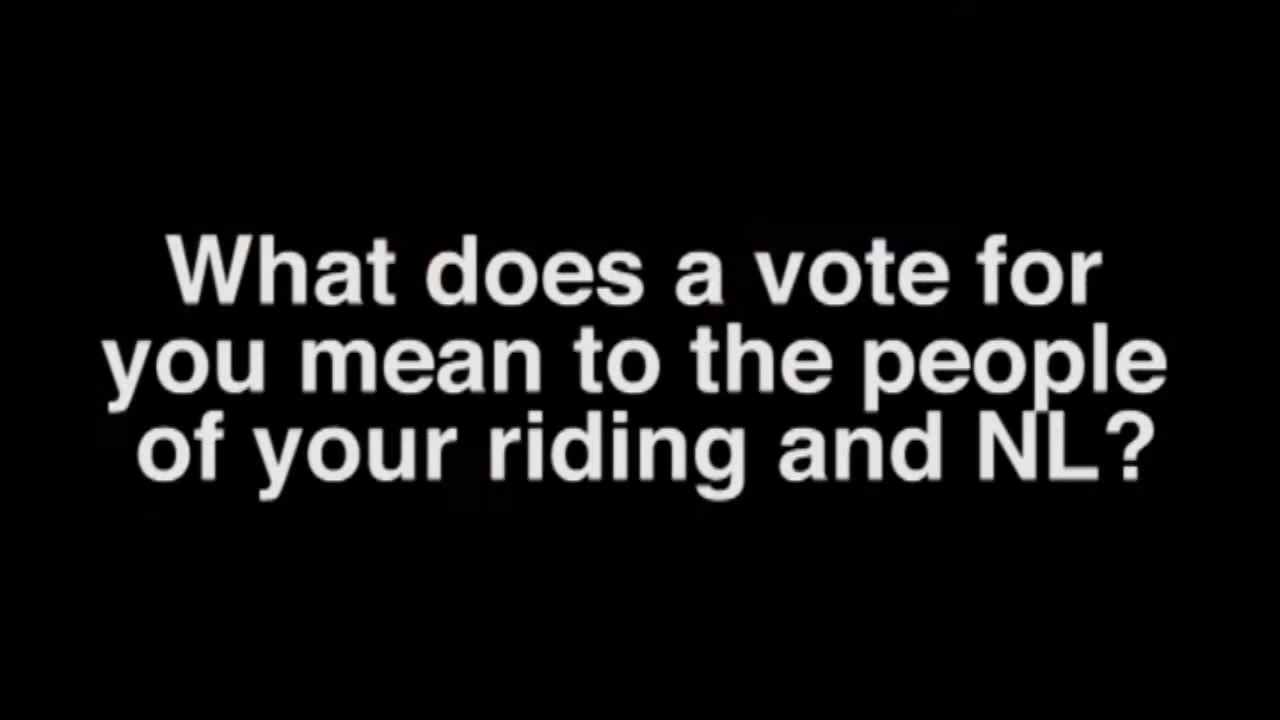 What does a vote for
you mean to the people
of your riding and NL?